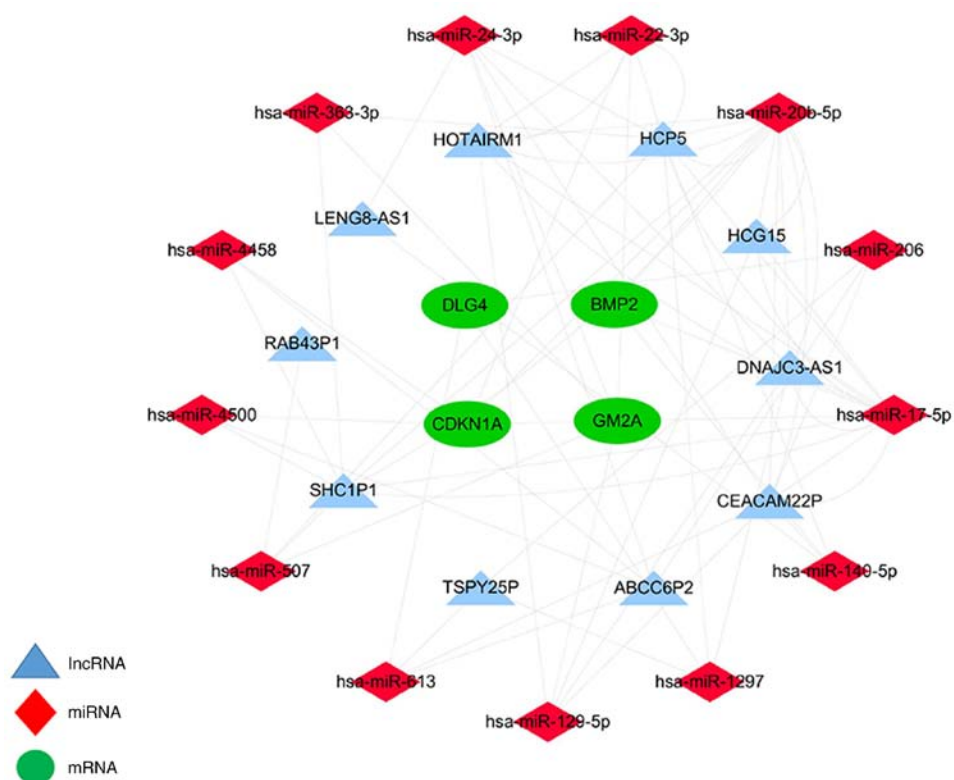 hsa-miR-24-3p
hsa-miR-22-3p
hsa-miR-363-3p
hsa-miR-20b-5p
HOTAIRM1
HCP5
LENG8-AS1
HCG15
hsa-miR-4458
hsa-miR-206
DLG4
BMP2
RAB43P1
DNAJC3-AS1
hsa-miR-4500
hsa-miR-17-5p
CDKN1A
GM2A
SHC1P1
CEACAM22P
hsa-miR-507
hsa-miR-140-5p
TSPY25P
ABCC6P2
hsa-miR-613
hsa-miR-1297
hsa-miR-129-5p
lncRNA
miRNA
mRNA